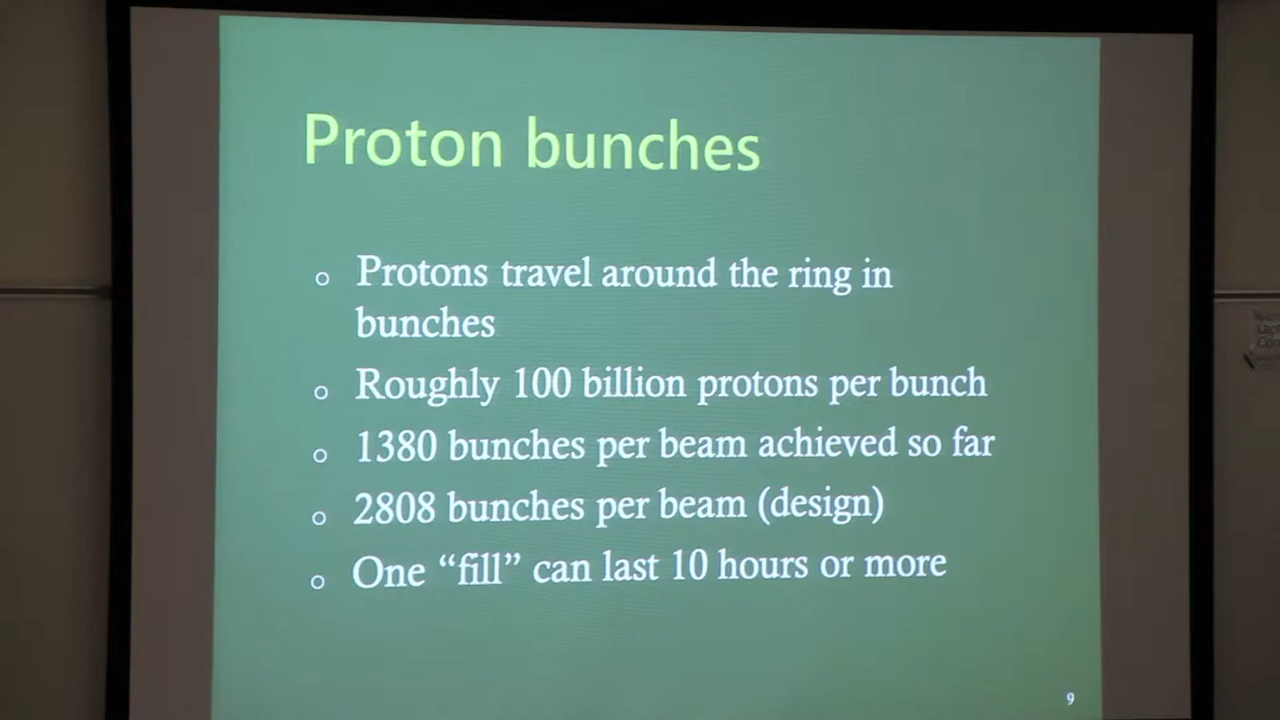 Proton bunches
Protons travel around the ring in
bunches
Roughly 100 billion protons per bunch
1380 bunches per beam achieved so far
2808 bunches per beam (design)
One “fill” can last 10 hours or more
9